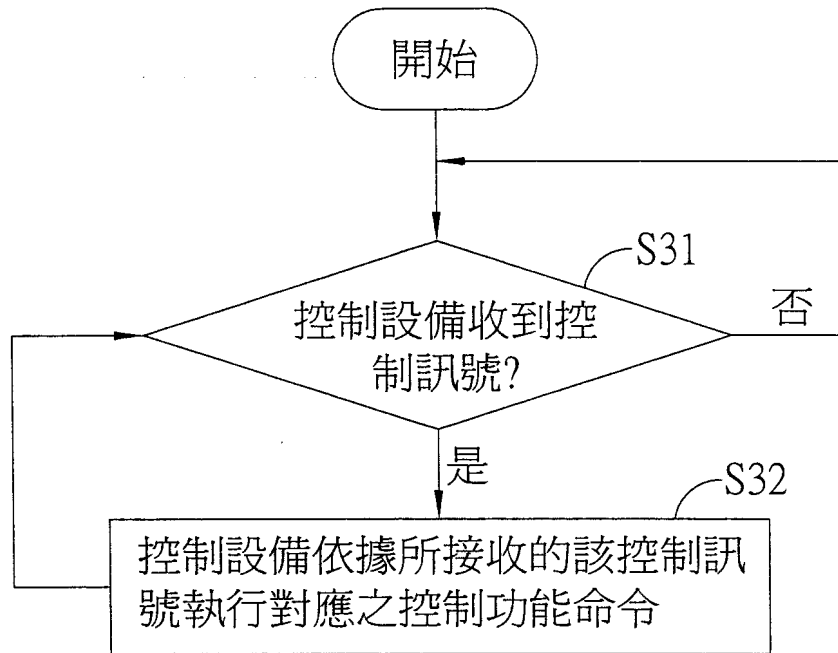 開始
S31
控制設備收到控
制訊號?
否
是
S32
控制設備依據所接收的該控制訊
號執行對應之控制功能命令